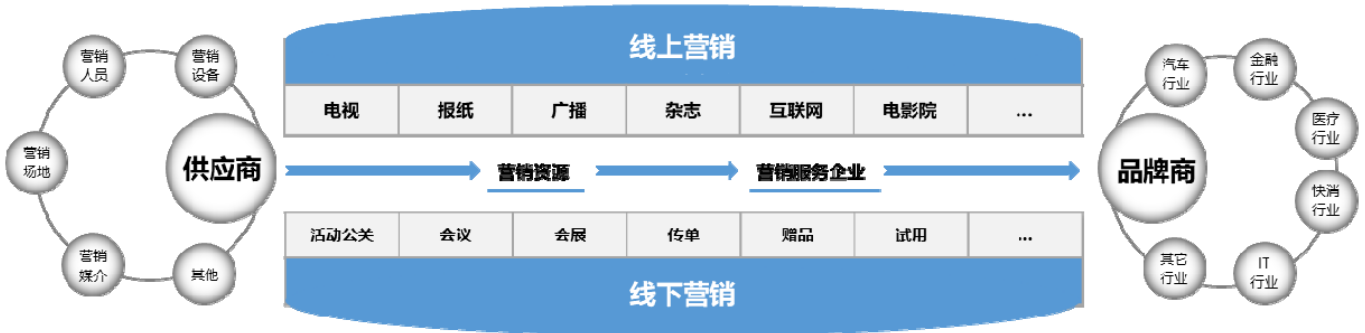 营销
人员
营销
设备
营销
场地
供应商
营销
媒介
其他
线上营销
电视 报纸 广播 杂志 互联网 电影院 ...
营销资源 营销服务企业
活动公关 会议 会展 传单 赠品 试用 ...
线下营销
汽车
行业
金融
行业
医疗
行业
品牌商
快消
行业
其它
行业
IT
行业